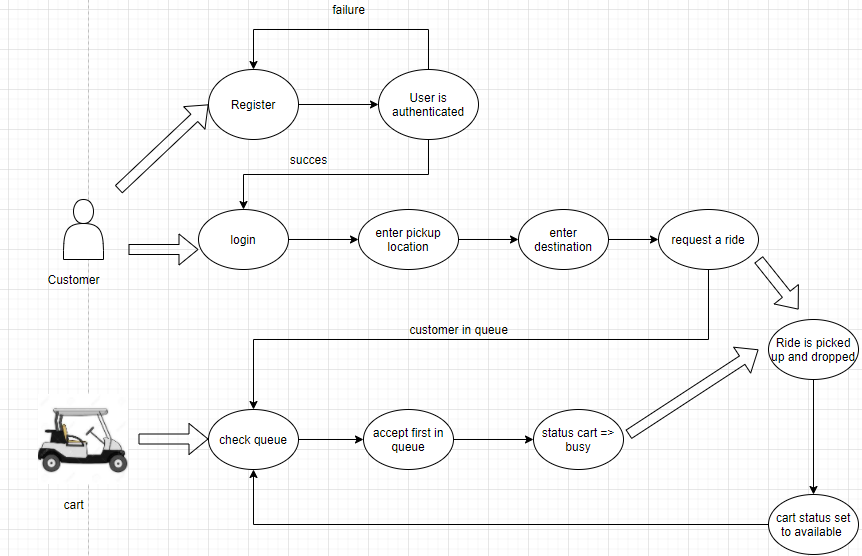 failure
Register
User is
authenticated
succes
login
enter pickup
location
enter
destination
request a ride
Customer
customer in queue
Ride is picked
up and dropped
check queue
accept first in
queue
status cart =>
busy
cart
cart status set
to available